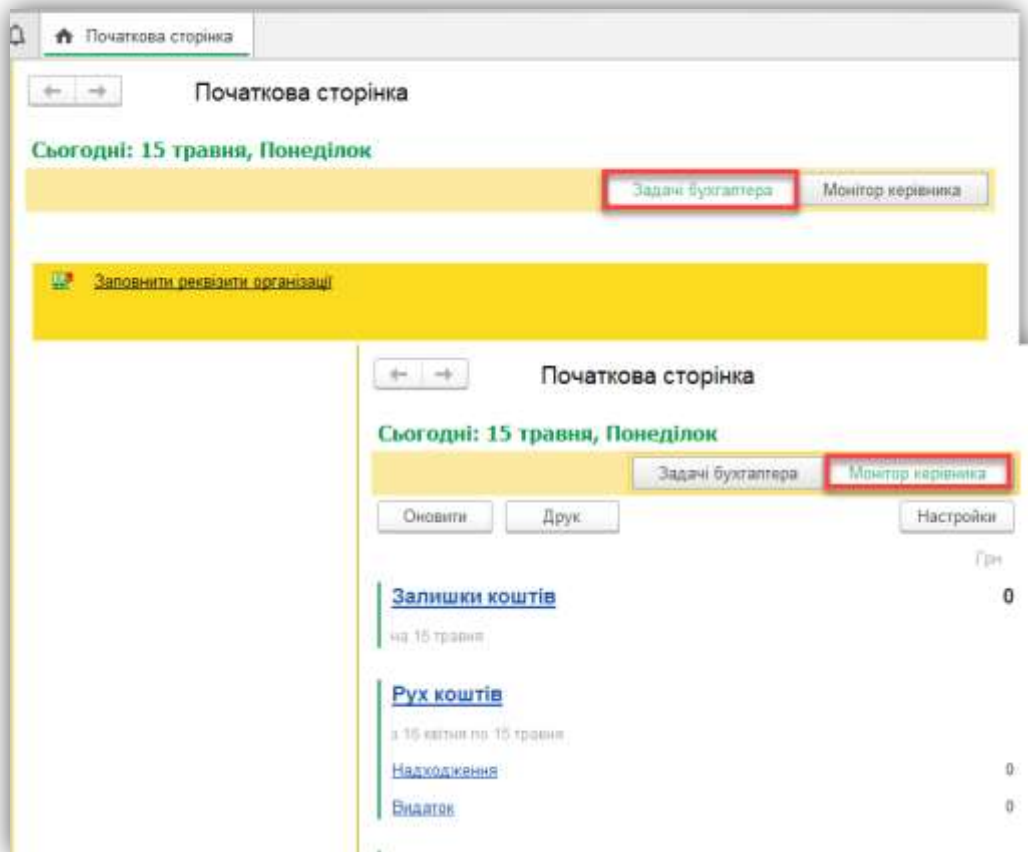 Початкова сторінка
Початкова сторінка
Сьогодні: 15 травня, Понеділок
Задачі бухгалтера Монітор керівника
Заповнити реквізити організації
Початкова сторінка
Сьогодні: 15 травня, Понеділок
Задачі бухгалтера Монітор керівника
Оновити Друк Настройки
Грн
Залишки коштів 0
на 15 травня
Рух коштів
з 16 квітня по 15 травня
Надходження 0
Видаток 0